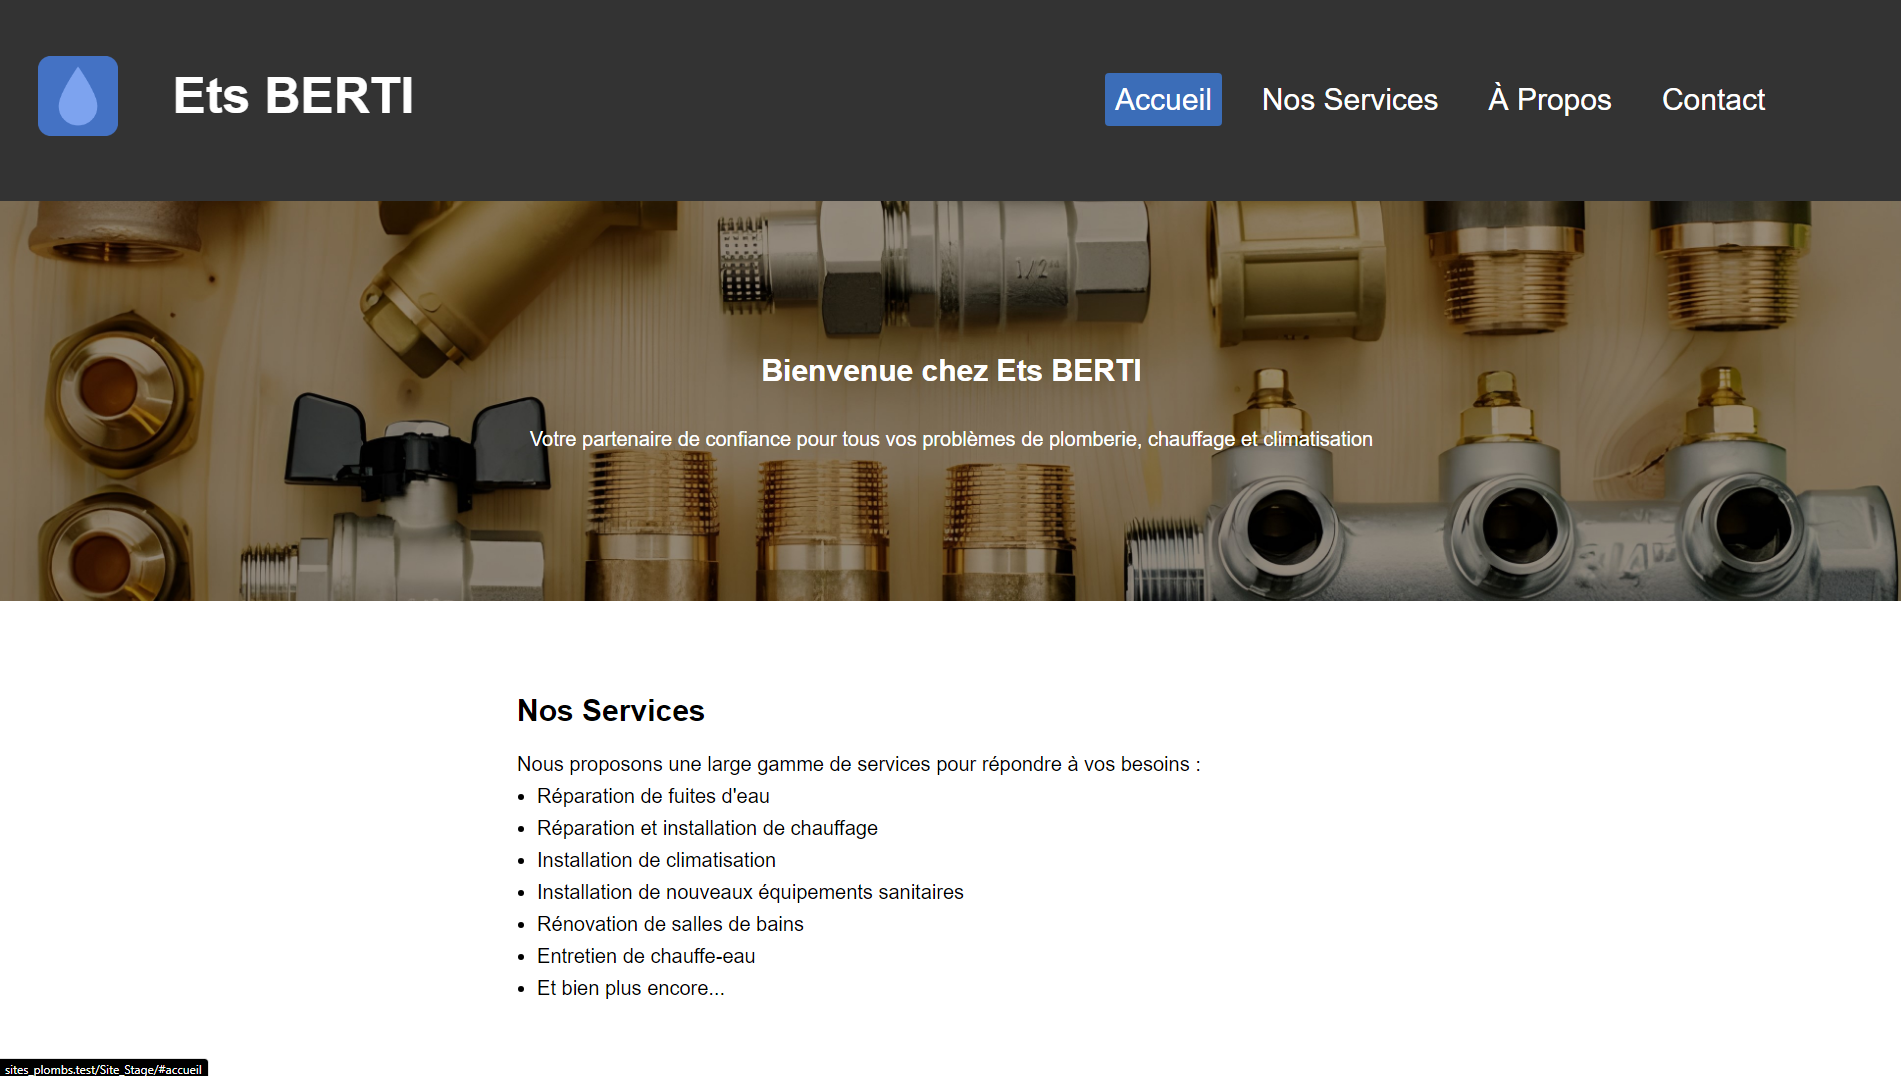 Ets BERTI
Accueil
Nos Services
À Propos
Contact
1/2"
Bienvenue chez Ets BERTI
Votre partenaire de confiance pour tous vos problèmes de plomberie, chauffage et climatisation
Nos Services
Nous proposons une large gamme de services pour répondre à vos besoins :
• Réparation de fuites d'eau
• Réparation et installation de chauffage
• Installation de climatisation
• Installation de nouveaux équipements sanitaires
• Rénovation de salles de bains
• Entretien de chauffe-eau
• Et bien plus encore...
sites_plombs.test/Site_Stage/#accueil